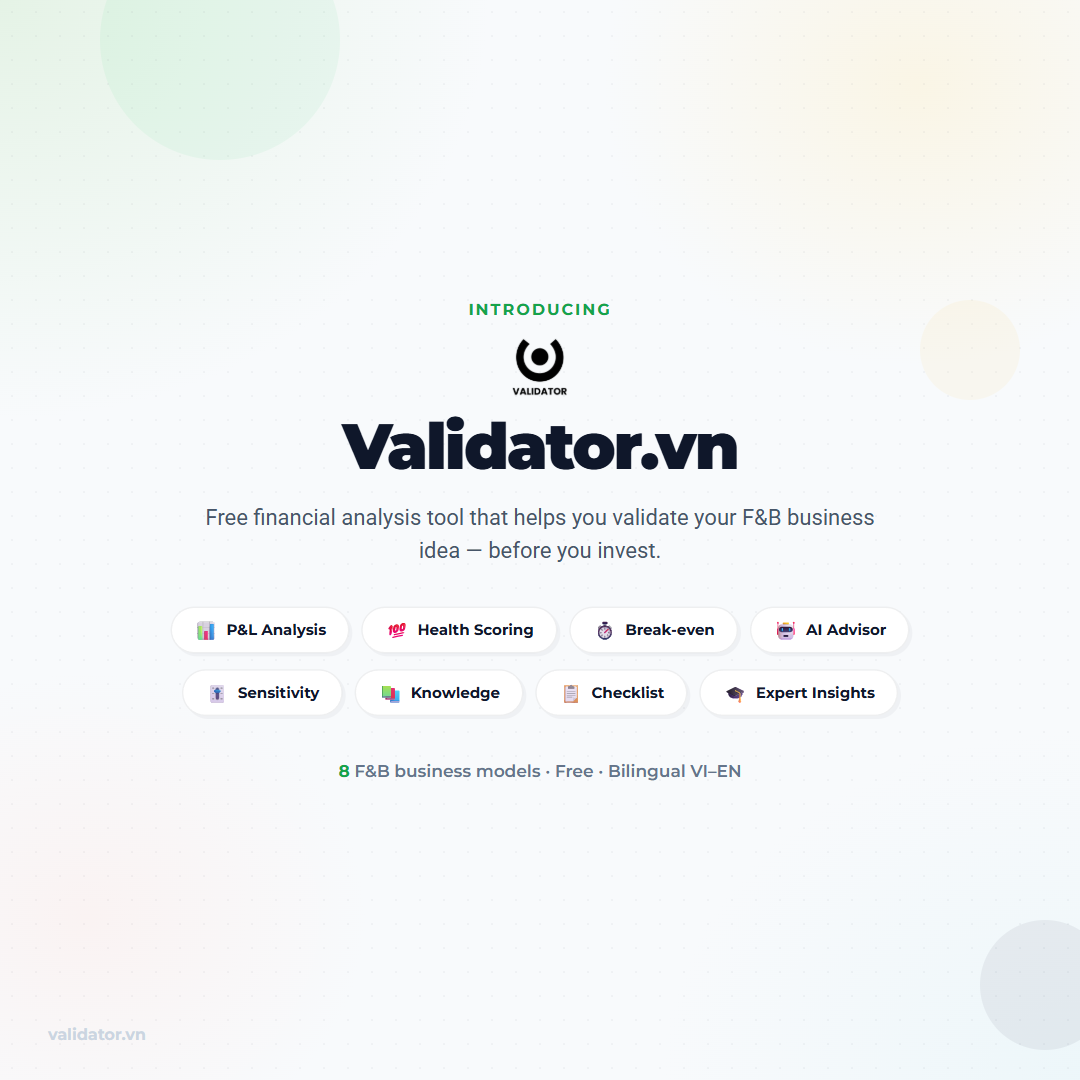 INTRODUCING
VALIDATOR
Validator.vn
Free financial analysis tool that helps you validate your F&B business
idea — before you invest.
📊 P&L Analysis 💯 Health Scoring ⏱ Break-even 🤖 AI Advisor
Sensitivity Knowledge 📋 Checklist 🎓 Expert Insights
8 F&B business models · Free · Bilingual VI–EN
validator.vn